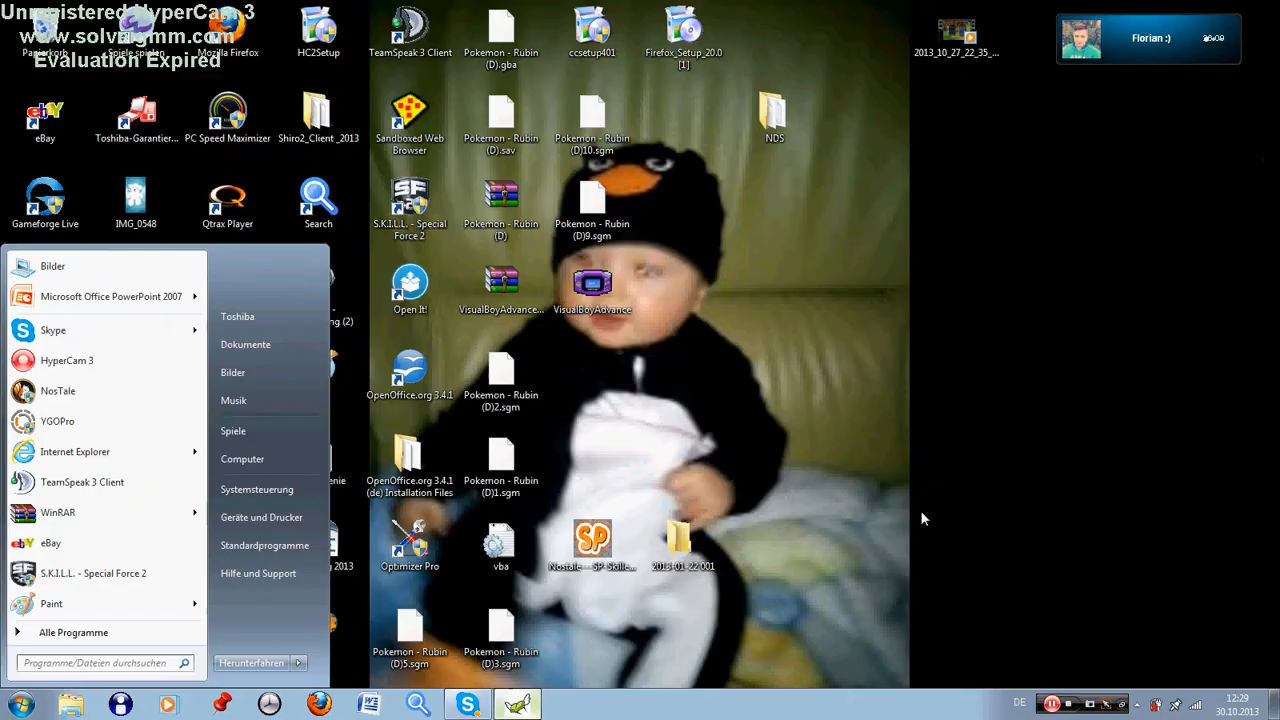 Unregistered HyperCam 3
www.solveigmm.com
Evaluation Expired
Papierkorb
Spiele spielen
Mozilla Firefox
HC2Setup
TeamSpeak 3 Client
Pokemon - Rubin (D).gba
ccsetup401
Firefox_Setup_20.0[1]
2013_10_27_22_35_...
Florian :)
eBay
Toshiba-Garantier...
PC Speed Maximizer
Shiro2_Client _2013
Sandboxed Web Browser
Pokemon - Rubin (D).sav
Pokemon - Rubin (D)10.sgm
NDS
Gameforge Live
IMG_0548
Qtrax Player
Search
S.K.I.L.L. - Special Force 2
Pokemon - Rubin (D)
Pokemon - Rubin (D)9.sgm
Open It!
VisualBoyAdvance...
VisualBoyAdvance
OpenOffice.org 3.4.1
Pokemon - Rubin (D)2.sgm
OpenOffice.org 3.4.1 (de) Installation Files
Pokemon - Rubin (D)1.sgm
Optimizer Pro
vba
Nostale---SP-Skille...
2013-01-22 001
Pokemon - Rubin (D)5.sgm
Pokemon - Rubin (D)3.sgm
Bilder
Microsoft Office PowerPoint 2007
Skype
HyperCam 3
NosTale
YGOPro
Internet Explorer
TeamSpeak 3 Client
WinRAR
eBay
S.K.I.L.L. - Special Force 2
Paint
Alle Programme
Programme/Dateien durchsuchen
Toshiba
Dokumente
Bilder
Musik
Spiele
Computer
Systemsteuerung
Geräte und Drucker
Standardprogramme
Hilfe und Support
Herunterfahren
DE
12:29
30.10.2013